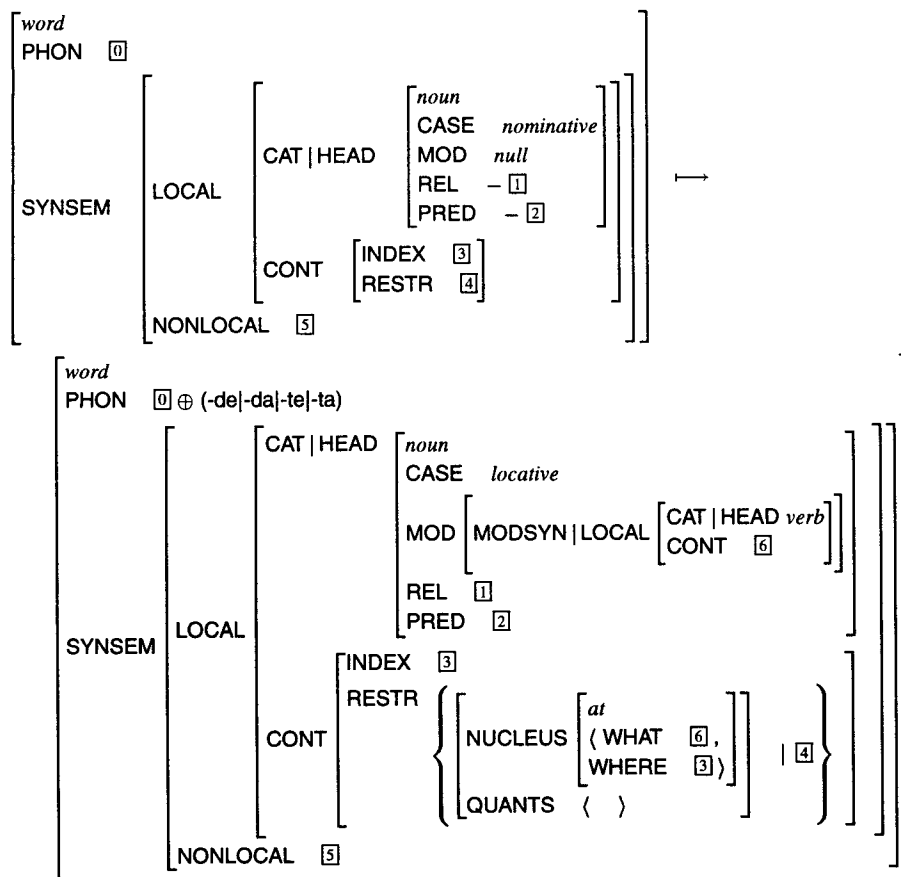 word
PHON 0
SYNSEM LOCAL CAT | HEAD noun
CASE nominative
MOD null
REL – 1
PRED – 2
CONT INDEX 3
RESTR 4
NONLOCAL 5
↦
word
PHON 0 ⊕ (-de|-da|-te|-ta)
SYNSEM LOCAL CAT | HEAD noun
CASE locative
MOD [MODSYN | LOCAL [CAT | HEAD verb
CONT 6]]
REL 1
PRED 2
CONT INDEX 3
RESTR { [NUCLEUS [at
⟨ WHAT 6 ,
WHERE 3 ⟩]
QUANTS ⟨ ⟩] | 4 }
NONLOCAL 5